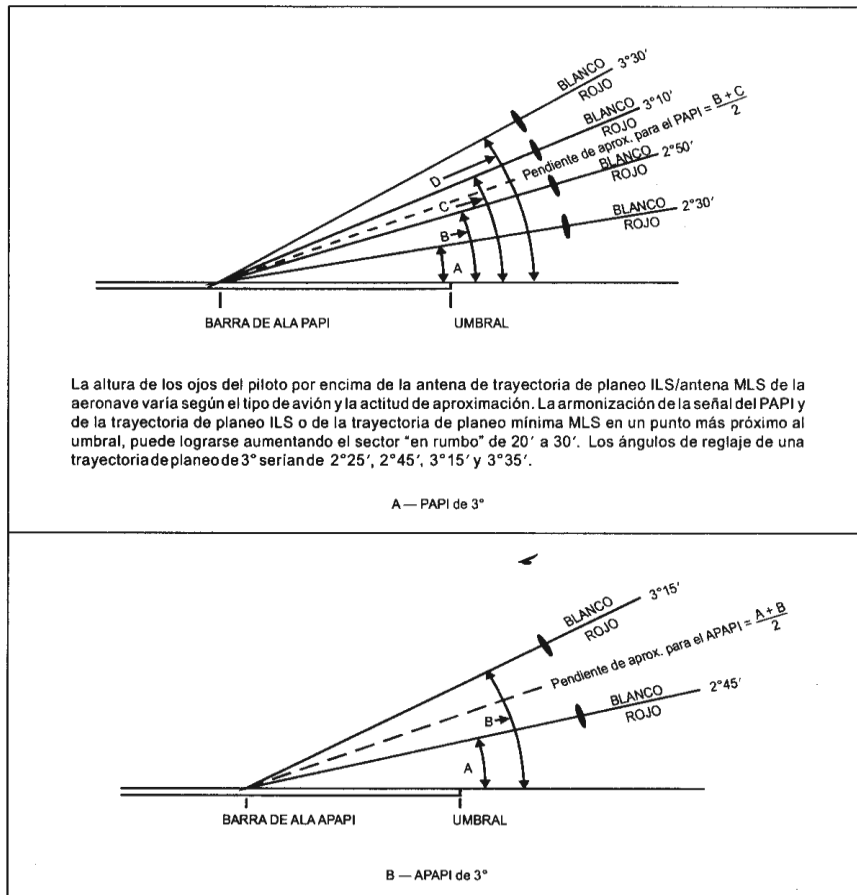 BLANCO 3°30′
ROJO
BLANCO 3°10′
ROJO
Pendiente de aprox. para el PAPI = B + C
2
BLANCO 2°50′
ROJO
BLANCO 2°30′
ROJO
D
C
B
A
BARRA DE ALA PAPI UMBRAL
La altura de los ojos del piloto por encima de la antena de trayectoria de planeo ILS/antena MLS de la
aeronave varía según el tipo de avión y la actitud de aproximación. La armonización de la señal del PAPI y
de la trayectoria de planeo ILS o de la trayectoria de planeo mínima MLS en un punto más próximo al
umbral, puede lograrse aumentando el sector "en rumbo" de 20′ a 30′. Los ángulos de reglaje de una
trayectoria de planeo de 3° serían de 2°25′, 2°45′, 3°15′ y 3°35′.
A — PAPI de 3°
BLANCO 3°15′
ROJO
Pendiente de aprox. para el APAPI = A + B
2
BLANCO 2°45′
ROJO
B
A
BARRA DE ALA APAPI UMBRAL
B — APAPI de 3°